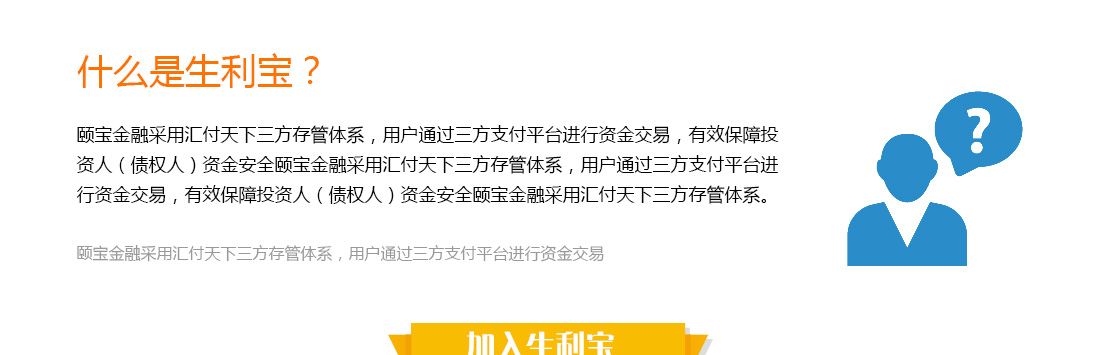 什么是生利宝？
?
颐宝金融采用汇付天下三方存管体系，用户通过三方支付平台进行资金交易，有效保障投
资人（债权人）资金安全颐宝金融采用汇付天下三方存管体系，用户通过三方支付平台进
行资金交易，有效保障投资人（债权人）资金安全颐宝金融采用汇付天下三方存管体系。
颐宝金融采用汇付天下三方存管体系，用户通过三方支付平台进行资金交易
加入生利宝